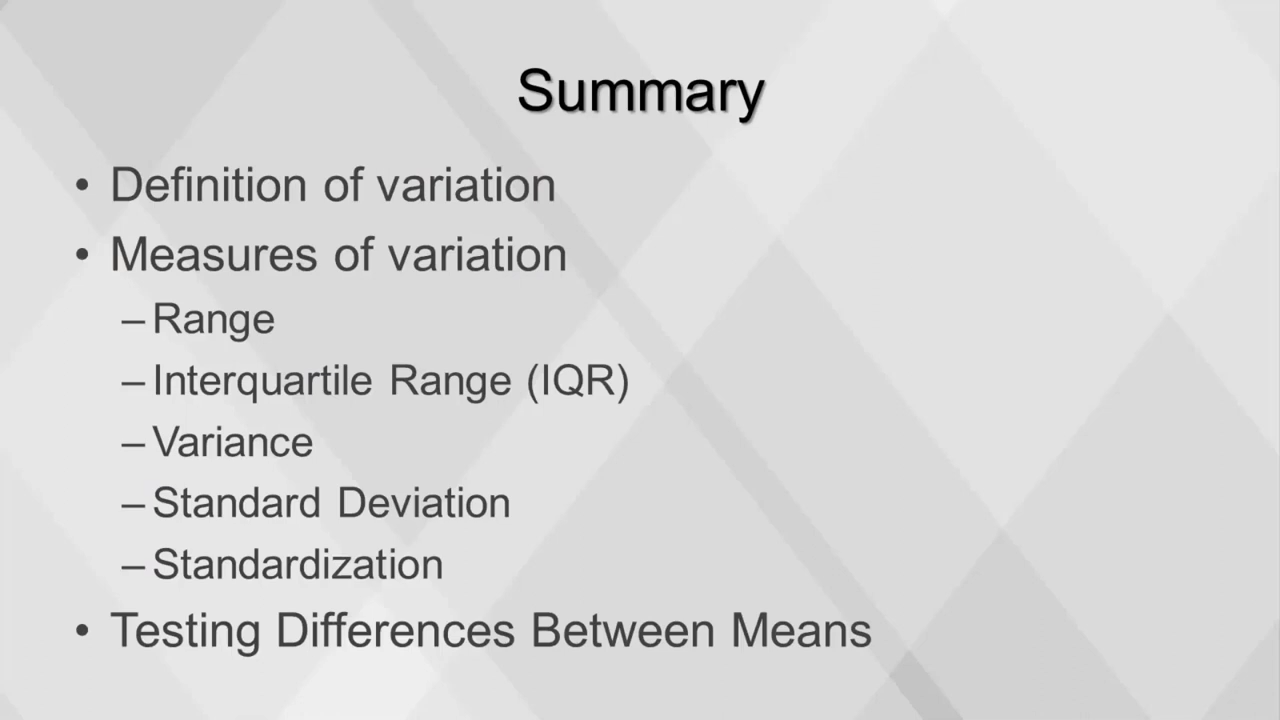 Summary
• Definition of variation
• Measures of variation
– Range
– Interquartile Range (IQR)
– Variance
– Standard Deviation
– Standardization
• Testing Differences Between Means